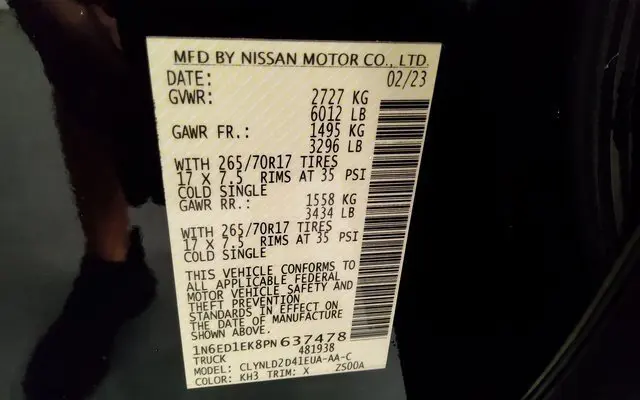 MFD BY NISSAN MOTOR CO., LTD.
DATE: 02/23
GVWR: 2727 KG
6012 LB
GAWR FR.: 1495 KG
3296 LB
WITH 265/70R17 TIRES
17 X 7.5 RIMS AT 35 PSI
COLD SINGLE
GAWR RR.: 1558 KG
3434 LB
WITH 265/70R17 TIRES
17 X 7.5 RIMS AT 35 PSI
COLD SINGLE
THIS VEHICLE CONFORMS TO
ALL APPLICABLE FEDERAL
MOTOR VEHICLE SAFETY AND
THEFT PREVENTION
STANDARDS IN EFFECT ON
THE DATE OF MANUFACTURE
SHOWN ABOVE.
1N6ED1EK8PN637478
TRUCK 481938
MODEL: CLYNLD2D41EUA-AA-C
COLOR: KH3 TRIM: X ZS00A